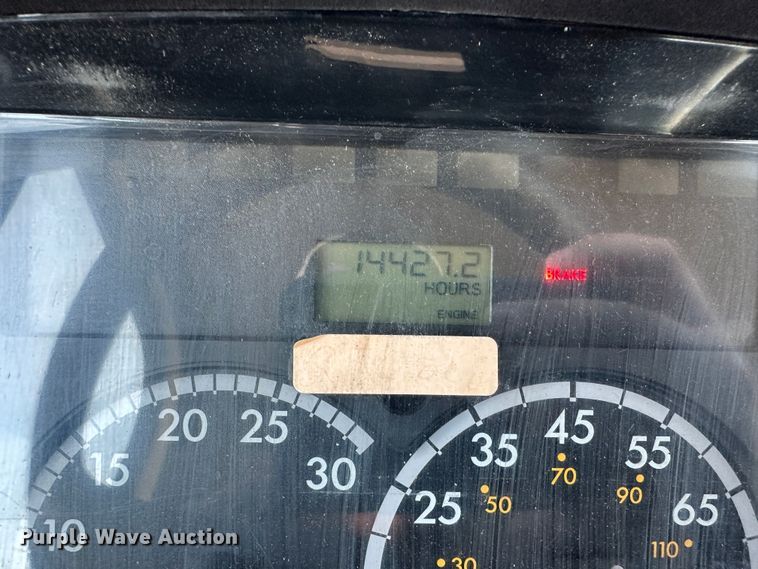 14427.2
HOURS
ENGINE
BRAKE
10 15 20 25 30
25 35 45 55 65
30 50 70 90 110
Purple Wave Auction